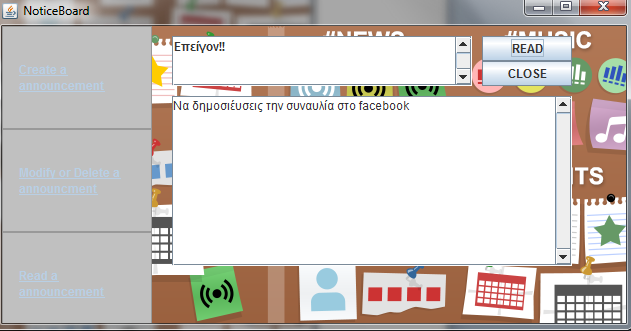 NoticeBoard
Create a
announcement
Modify or Delete a
announcment
Read a
announcement
Επείγον!!
READ
CLOSE
Να δημοσιέυσεις την συναυλία στο facebook
#NEWS
#MUSIC